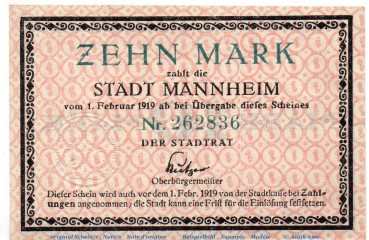 ZEHN MARK
zahlt die
STADT MANNHEIM
vom 1. Februar 1919 ab bei Übergabe dieses Scheines
Nr. 262836
DER STADTRAT
Oberbürgermeister
Dieser Schein wird auch vor dem 1. Febr. 1919 von der Stadtkasse bei Zahl-
ungen angenommen; die Stadt kann eine Frist für die Einlösung festsetzen.